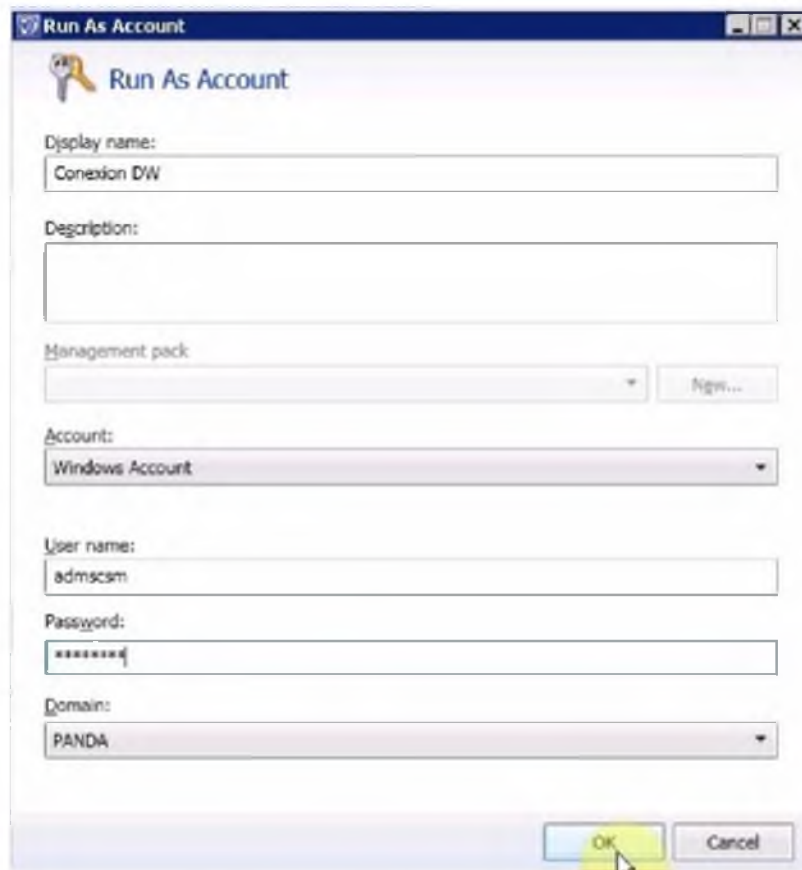 Run As Account
Run As Account
Display name:
Conexion DW
Description:
Management pack
New...
Account:
Windows Account
User name:
admscsm
Password:
********
Domain:
PANDA
OK
Cancel